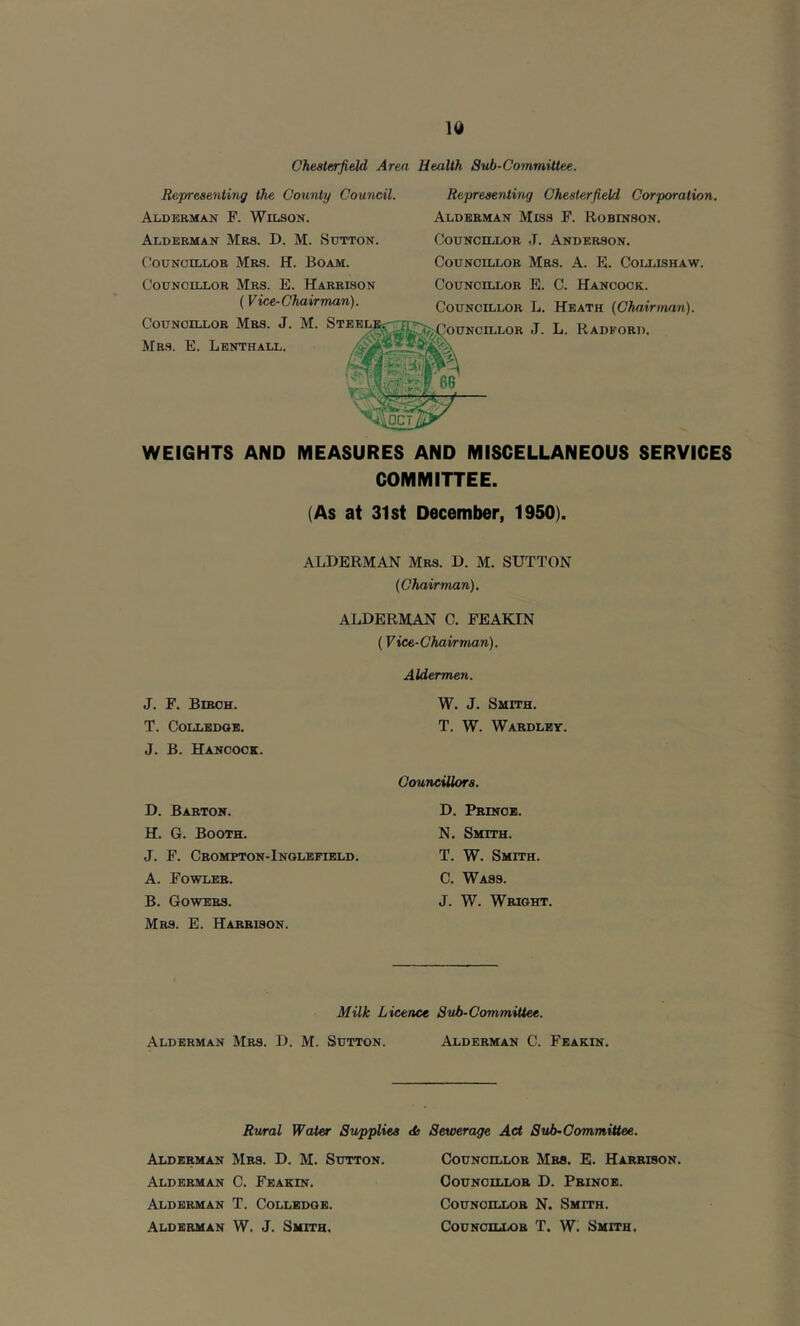 10
Chesterfield Area Health Sub-Committee.
Representing the County Council.
Alderman F. Wilson.
Alderman Mrs. D. M. Sutton.
Councillor Mrs. H. Boam.
Councillor Mrs. E. Harrison
(Vice-Chairman).
Councillor Mrs. J. M. Steele.
Mrs. E. Lenthall.
Representing Chesterfield Corporation.
Alderman Miss F. Robinson.
Councillor J. Anderson.
Councillor Mrs. A. E. Collishaw.
Councillor E. C. Hancock.
Councillor L. Heath (Chairman).
Councillor J. L. Radford.
66
OCT
WEIGHTS AND MEASURES AND MISCELLANEOUS SERVICES
COMMITTEE.
(As at 31st December, 1950).
ALDERMAN Mrs. D. M. SUTTON
(Chairman).
ALDERMAN C. FEAKIN
(Vice-Chairman).
Aldermen.
J. F. Birch.
T. Colledge.
J. B. Hancock.
W. J. Smith.
T. W. Wardley.
Councillors.
D. Barton.
H. G. Booth.
J. F. Crompton-Inglefield.
A. Fowler.
B. Gowers.
Mrs. E. Harrison.
D. Prince.
N. Smith.
T. W. Smith.
C. Wass.
J. W. Wright.
Milk Licence Sub-Committee.
Alderman Mrs. D. M. Sutton.
Alderman C. Feakin.
Rural Water Supplies & Sewerage Act Sub-Committee.
Alderman Mrs. D. M. Sutton.
Alderman C. Feakin.
Alderman T. Colledge.
Alderman W. J. Smith.
Councillor Mrs. E. Harrison.
Councillor D. Prince.
Councillor N. Smith.
Councillor T. W. Smith.